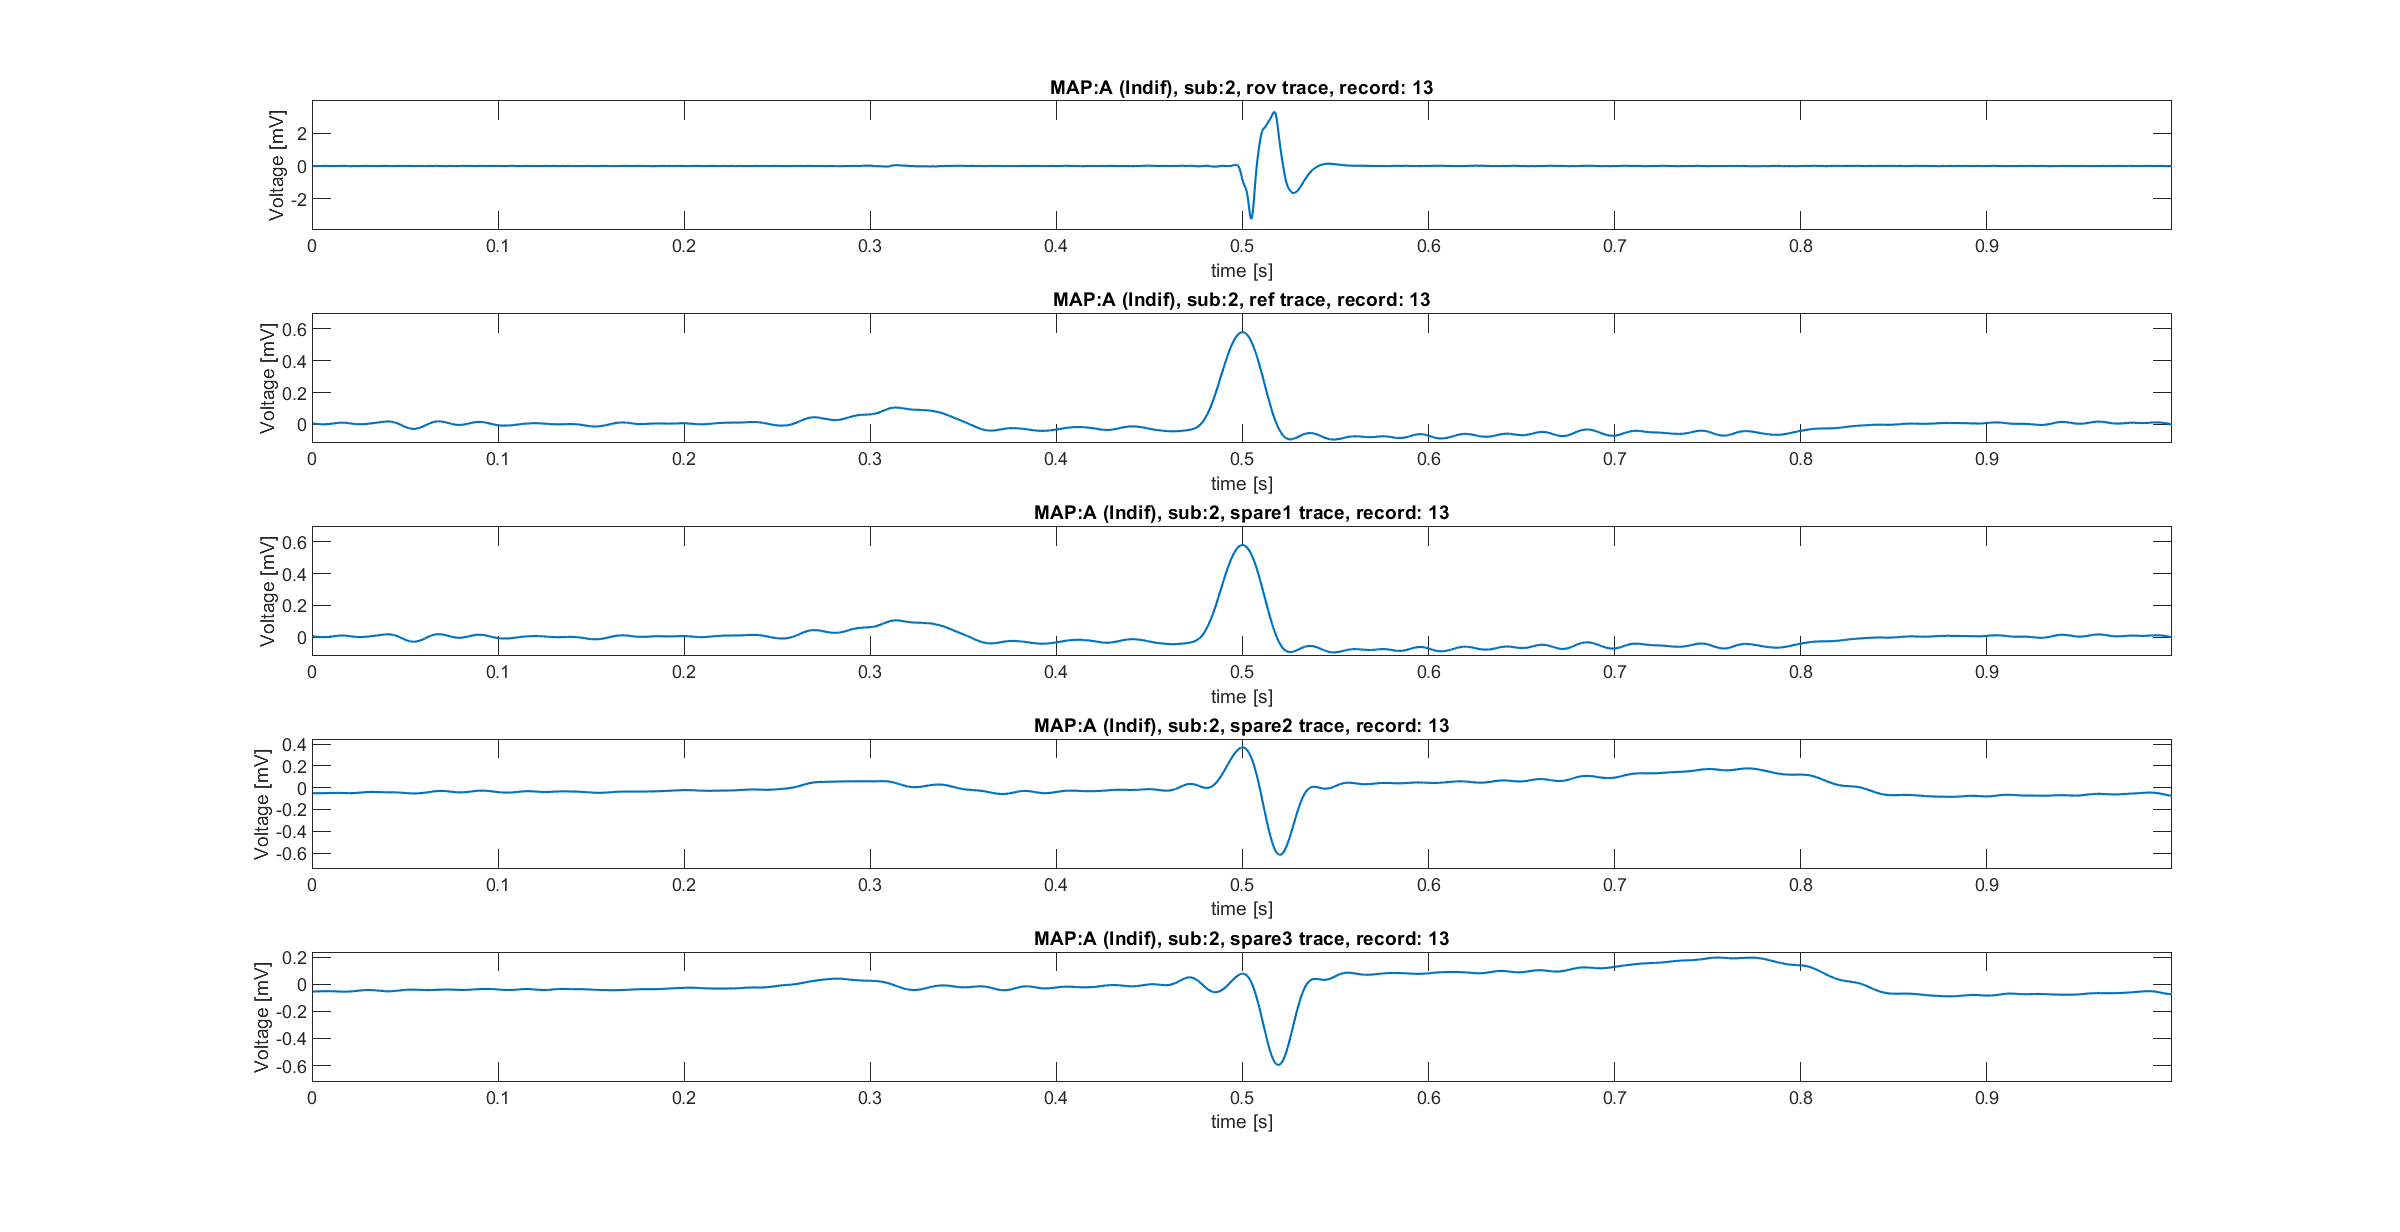 MAP:A (Indif), sub:2, rov trace, record: 13
Voltage [mV]
2
0
-2
0 0.1 0.2 0.3 0.4 0.5 0.6 0.7 0.8 0.9
time [s]
MAP:A (Indif), sub:2, ref trace, record: 13
Voltage [mV]
0.6
0.4
0.2
0
0 0.1 0.2 0.3 0.4 0.5 0.6 0.7 0.8 0.9
time [s]
MAP:A (Indif), sub:2, spare1 trace, record: 13
Voltage [mV]
0.6
0.4
0.2
0
0 0.1 0.2 0.3 0.4 0.5 0.6 0.7 0.8 0.9
time [s]
MAP:A (Indif), sub:2, spare2 trace, record: 13
Voltage [mV]
0.4
0.2
0
-0.2
-0.4
-0.6
0 0.1 0.2 0.3 0.4 0.5 0.6 0.7 0.8 0.9
time [s]
MAP:A (Indif), sub:2, spare3 trace, record: 13
Voltage [mV]
0.2
0
-0.2
-0.4
-0.6
0 0.1 0.2 0.3 0.4 0.5 0.6 0.7 0.8 0.9
time [s]